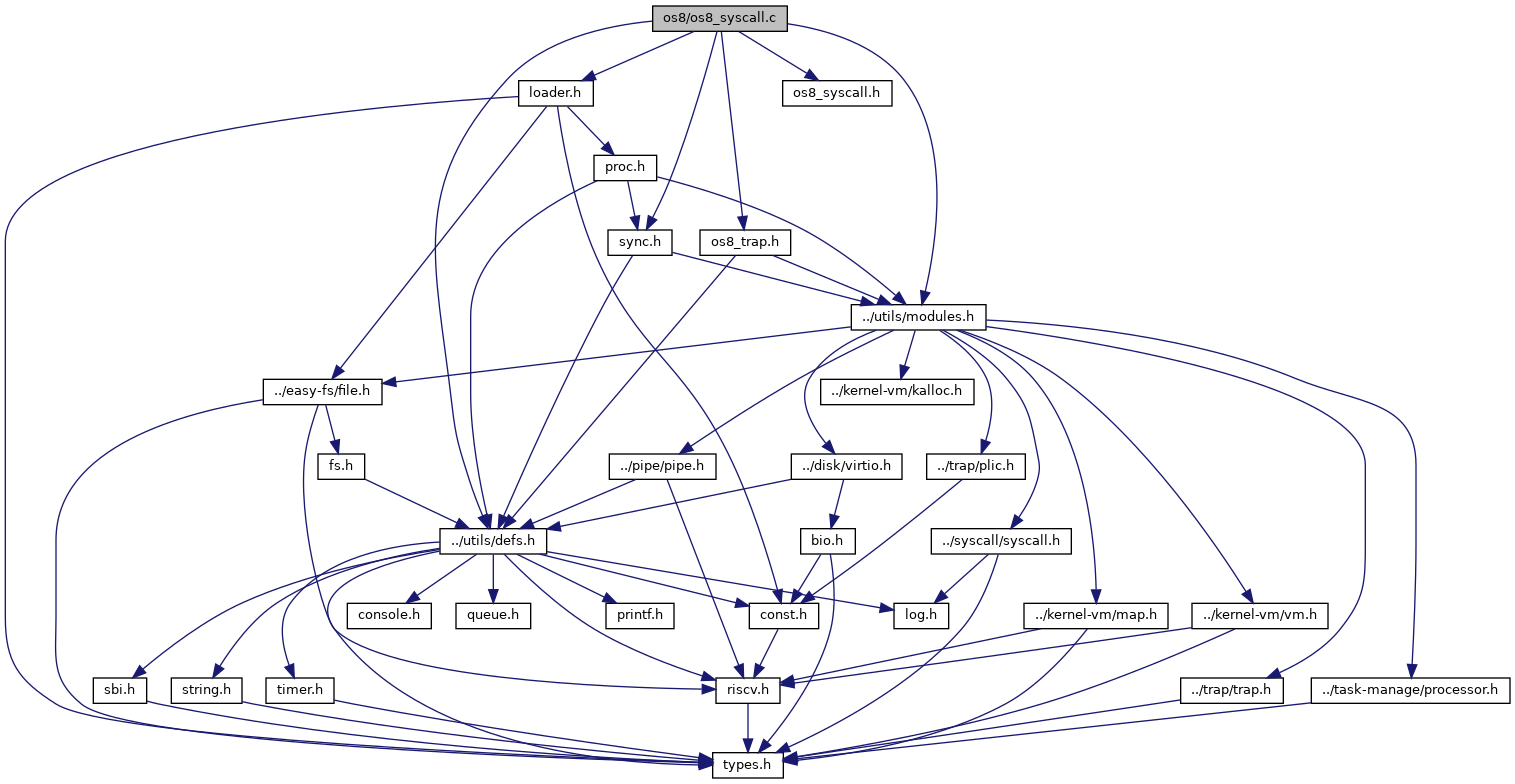 os8/os8_syscall.c
loader.h
os8_syscall.h
proc.h
sync.h
os8_trap.h
../utils/modules.h
../easy-fs/file.h
../kernel-vm/kalloc.h
fs.h
../pipe/pipe.h
../disk/virtio.h
../trap/plic.h
../utils/defs.h
bio.h
../syscall/syscall.h
console.h
queue.h
printf.h
const.h
log.h
../kernel-vm/map.h
../kernel-vm/vm.h
sbi.h
string.h
timer.h
riscv.h
../trap/trap.h
../task-manage/processor.h
types.h